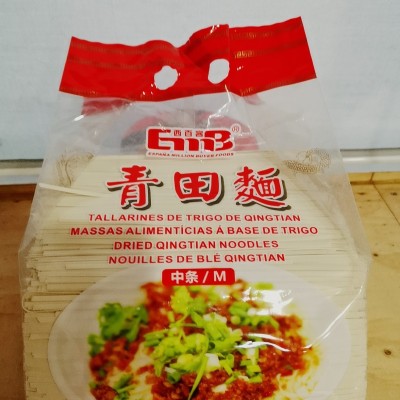 西百客
EMB®
ESPAÑA MILLION BUYER FOODS
青田麵
TALLARINES DE TRIGO DE QINGTIAN
MASSAS ALIMENTÍCIAS Á BASE DE TRIGO
DRIED QINGTIAN NOODLES
NOUILLES DE BLÉ QINGTIAN
中条/M